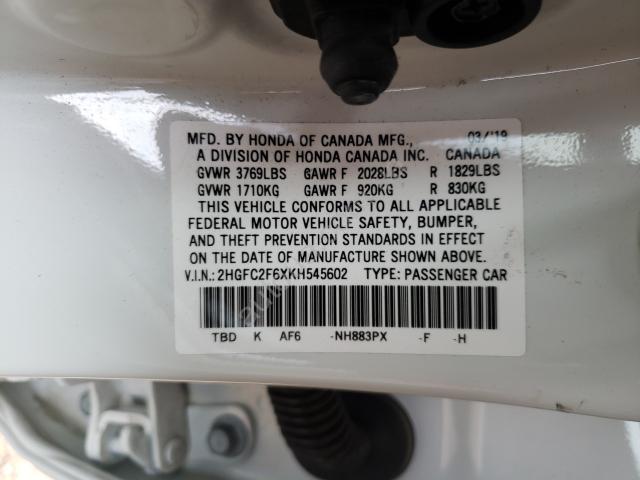 MFD. BY HONDA OF CANADA MFG., 03/'19
A DIVISION OF HONDA CANADA INC. CANADA
GVWR 3769LBS GAWR F 2028LBS R 1829LBS
GVWR 1710KG GAWR F 920KG R 830KG
THIS VEHICLE CONFORMS TO ALL APPLICABLE
FEDERAL MOTOR VEHICLE SAFETY, BUMPER,
AND THEFT PREVENTION STANDARDS IN EFFECT
ON THE DATE OF MANUFACTURE SHOWN ABOVE.
V.I.N.: 2HGFC2F6XKH545602 TYPE: PASSENGER CAR
TBD K AF6 -NH883PX -F -H